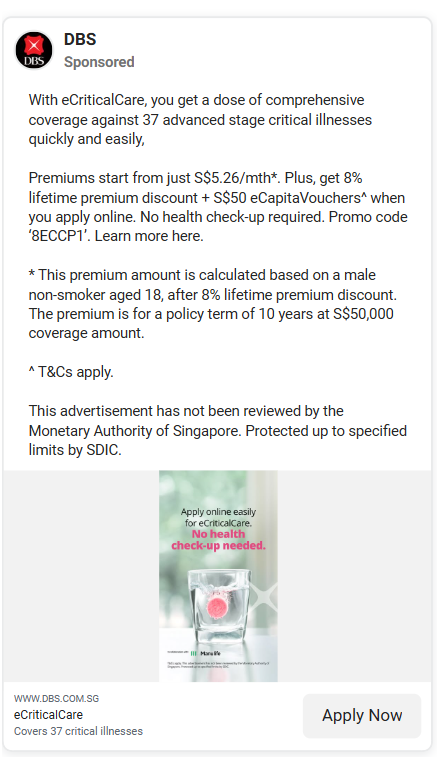 DBS
Sponsored
With eCriticalCare, you get a dose of comprehensive
coverage against 37 advanced stage critical illnesses
quickly and easily,
Premiums start from just S$5.26/mth*. Plus, get 8%
lifetime premium discount + S$50 eCapitaVouchers^ when
you apply online. No health check-up required. Promo code
‘8ECCP1’. Learn more here.
* This premium amount is calculated based on a male
non-smoker aged 18, after 8% lifetime premium discount.
The premium is for a policy term of 10 years at S$50,000
coverage amount.
^ T&Cs apply.
This advertisement has not been reviewed by the
Monetary Authority of Singapore. Protected up to specified
limits by SDIC.
DBS
Apply online easily
for eCriticalCare.
No health
check-up needed.
Manulife
WWW.DBS.COM.SG
eCriticalCare
Covers 37 critical illnesses
Apply Now